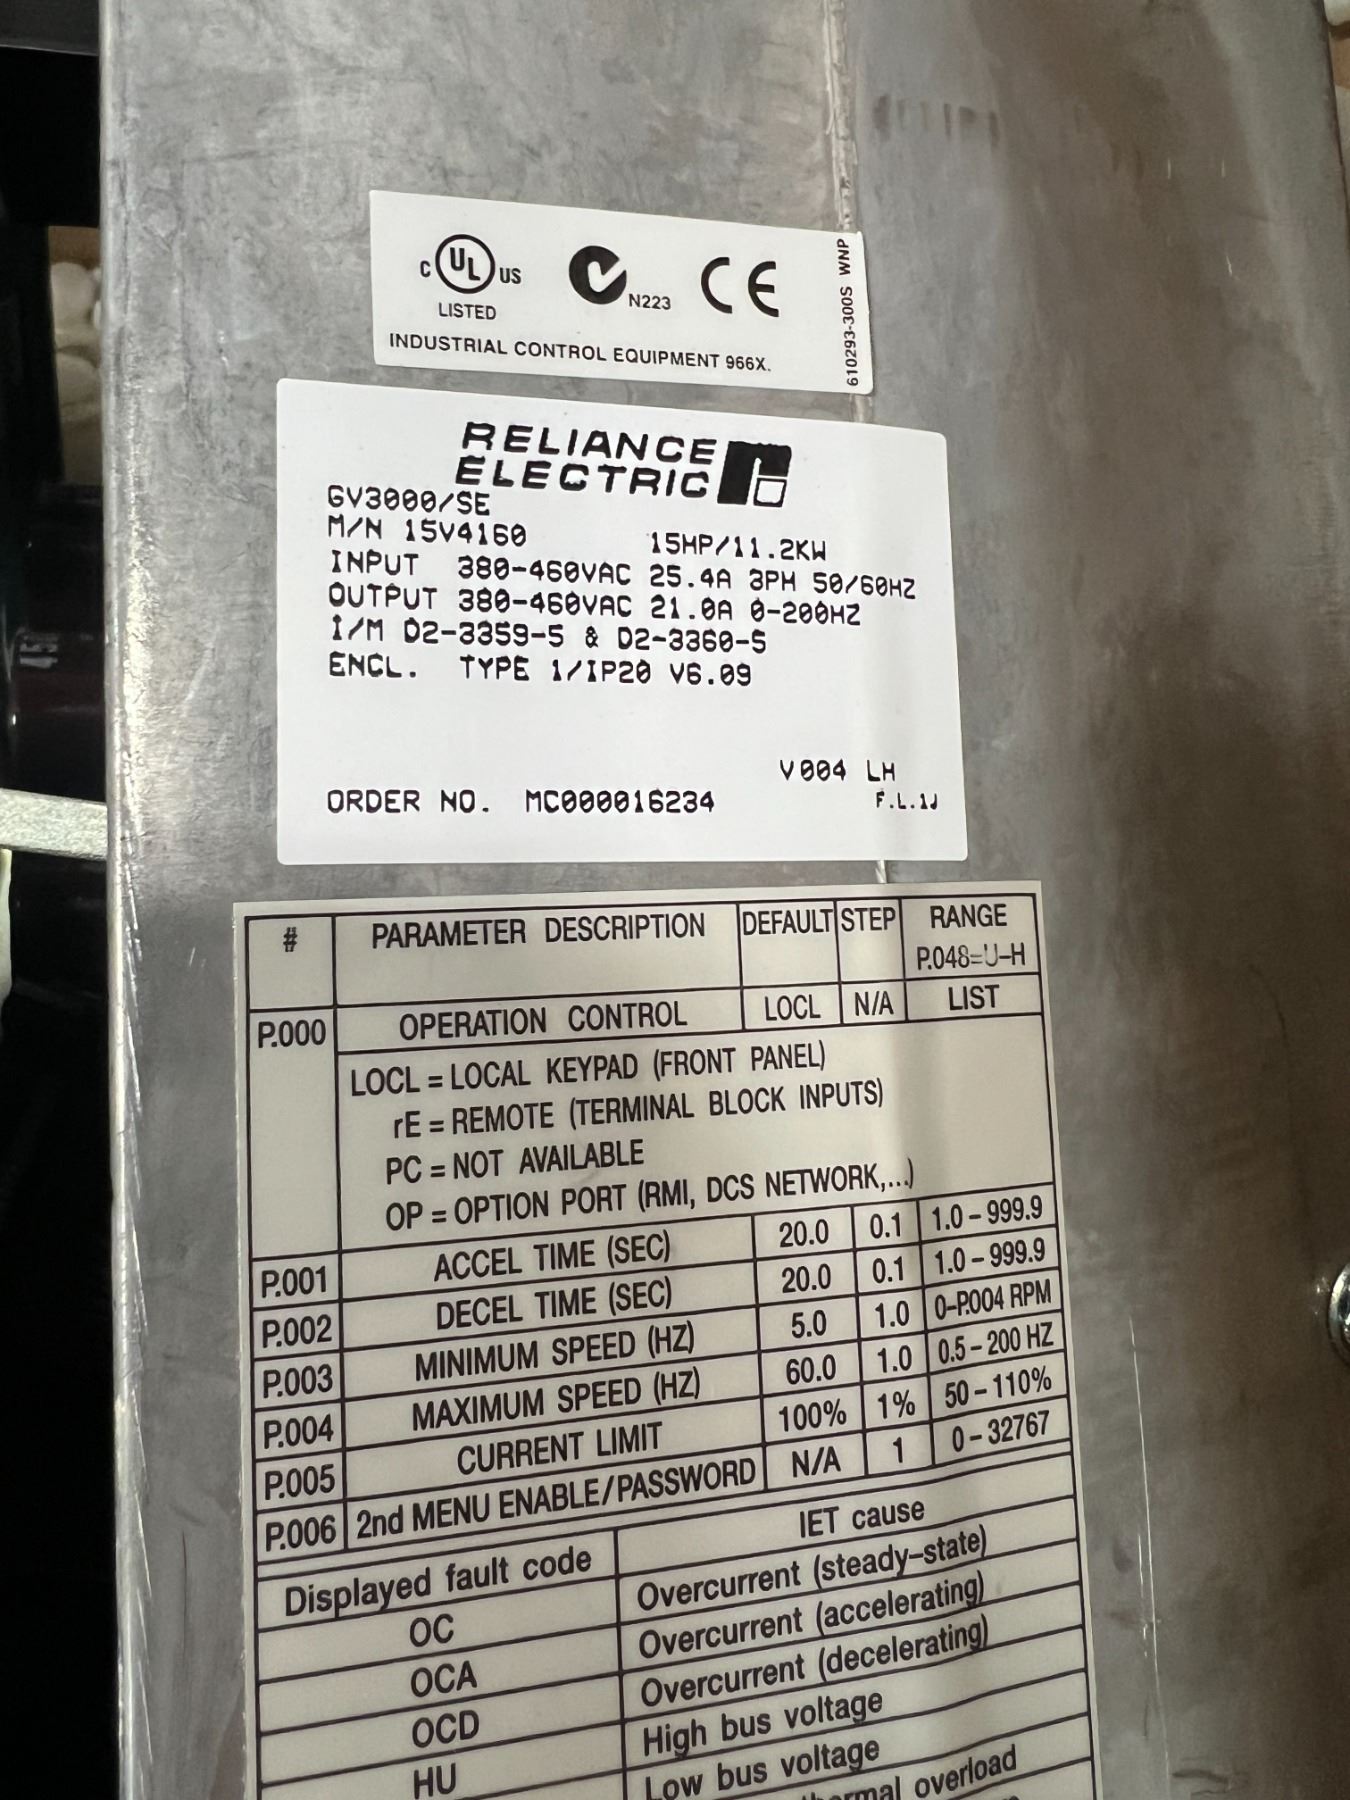 c UL US
LISTED
N223
CE
INDUSTRIAL CONTROL EQUIPMENT 966X.
610293-300S WNP
RELIANCE
ELECTRIC
GV3000/SE
M/N 15V4160 15HP/11.2KW
INPUT 380-460VAC 25.4A 3PH 50/60HZ
OUTPUT 380-460VAC 21.0A 0-200HZ
I/M D2-3359-5 & D2-3360-5
ENCL. TYPE 1/IP20 V6.09
V004 LH
ORDER NO. MC000016234 F.L.1J
# PARAMETER DESCRIPTION DEFAULT STEP RANGE
P.048=U-H
P.000 OPERATION CONTROL LOCL N/A LIST
LOCL = LOCAL KEYPAD (FRONT PANEL)
rE = REMOTE (TERMINAL BLOCK INPUTS)
PC = NOT AVAILABLE
OP = OPTION PORT (RMI, DCS NETWORK,...)
P.001 ACCEL TIME (SEC) 20.0 0.1 1.0 – 999.9
P.002 DECEL TIME (SEC) 20.0 0.1 1.0 – 999.9
P.003 MINIMUM SPEED (HZ) 5.0 1.0 0–P.004 RPM
P.004 MAXIMUM SPEED (HZ) 60.0 1.0 0.5 – 200 HZ
P.005 CURRENT LIMIT 100% 1% 50 – 110%
P.006 2nd MENU ENABLE/PASSWORD N/A 1 0 – 32767
Displayed fault code IET cause
OC Overcurrent (steady-state)
OCA Overcurrent (accelerating)
OCD Overcurrent (decelerating)
HU High bus voltage
Low bus voltage
overload